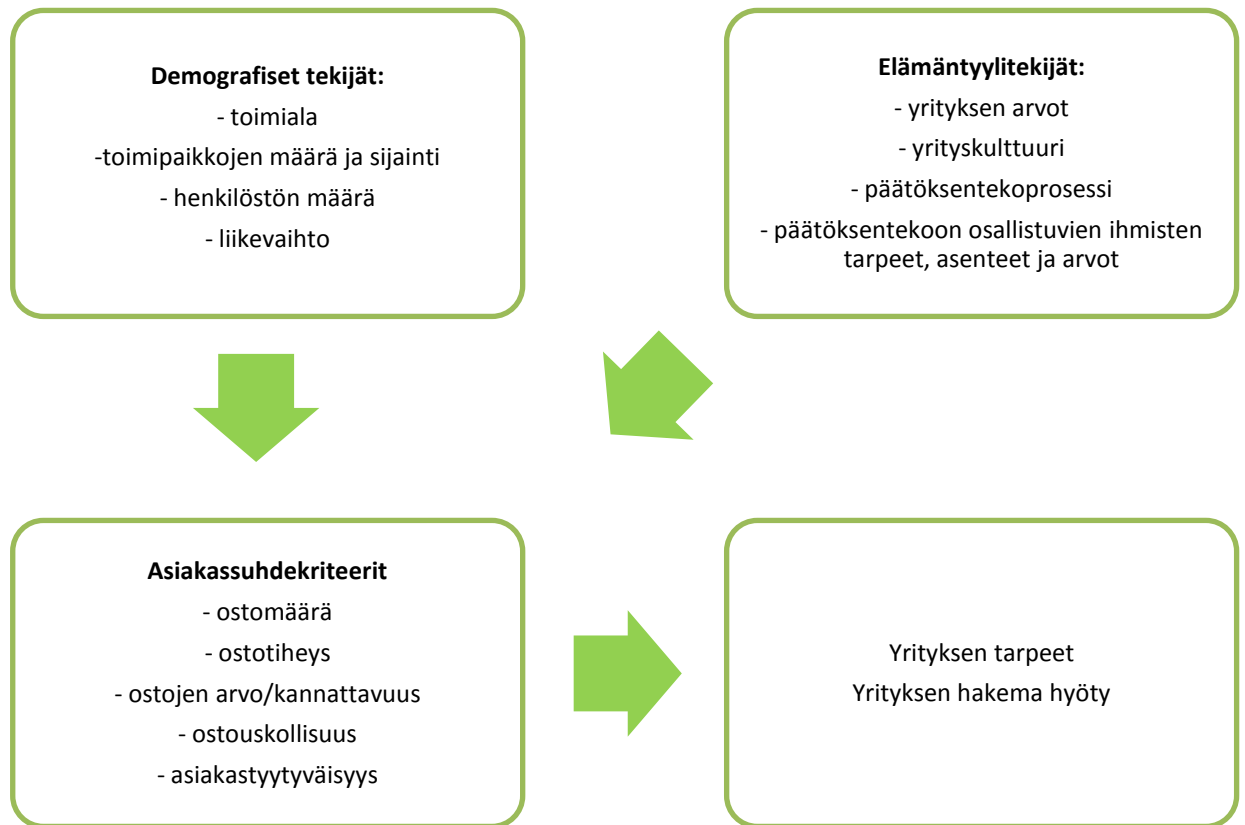 Demografiset tekijät:
- toimiala
-toimipaikkojen määrä ja sijainti
- henkilöstön määrä
- liikevaihto
Elämäntyylitekijät:
- yrityksen arvot
- yrityskulttuuri
- päätöksentekoprosessi
- päätöksentekoon osallistuvien ihmisten
tarpeet, asenteet ja arvot
Asiakassuhdekriteerit
- ostomäärä
- ostotiheys
- ostojen arvo/kannattavuus
- ostouskollisuus
- asiakastyytyväisyys
Yrityksen tarpeet
Yrityksen hakema hyöty